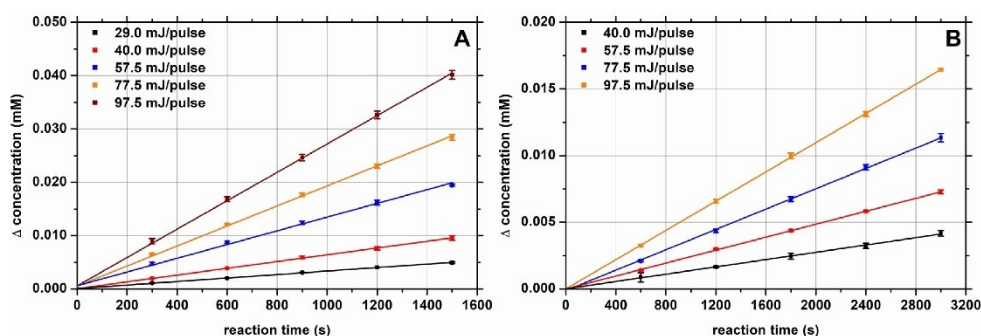 A
29.0 mJ/pulse
40.0 mJ/pulse
57.5 mJ/pulse
77.5 mJ/pulse
97.5 mJ/pulse
Δ concentration (mM)
0.050
0.040
0.030
0.020
0.010
0.000
0 200 400 600 800 1000 1200 1400 1600
reaction time (s)
B
40.0 mJ/pulse
57.5 mJ/pulse
77.5 mJ/pulse
97.5 mJ/pulse
Δ concentration (mM)
0.020
0.015
0.010
0.005
0.000
0 400 800 1200 1600 2000 2400 2800 3200
reaction time (s)